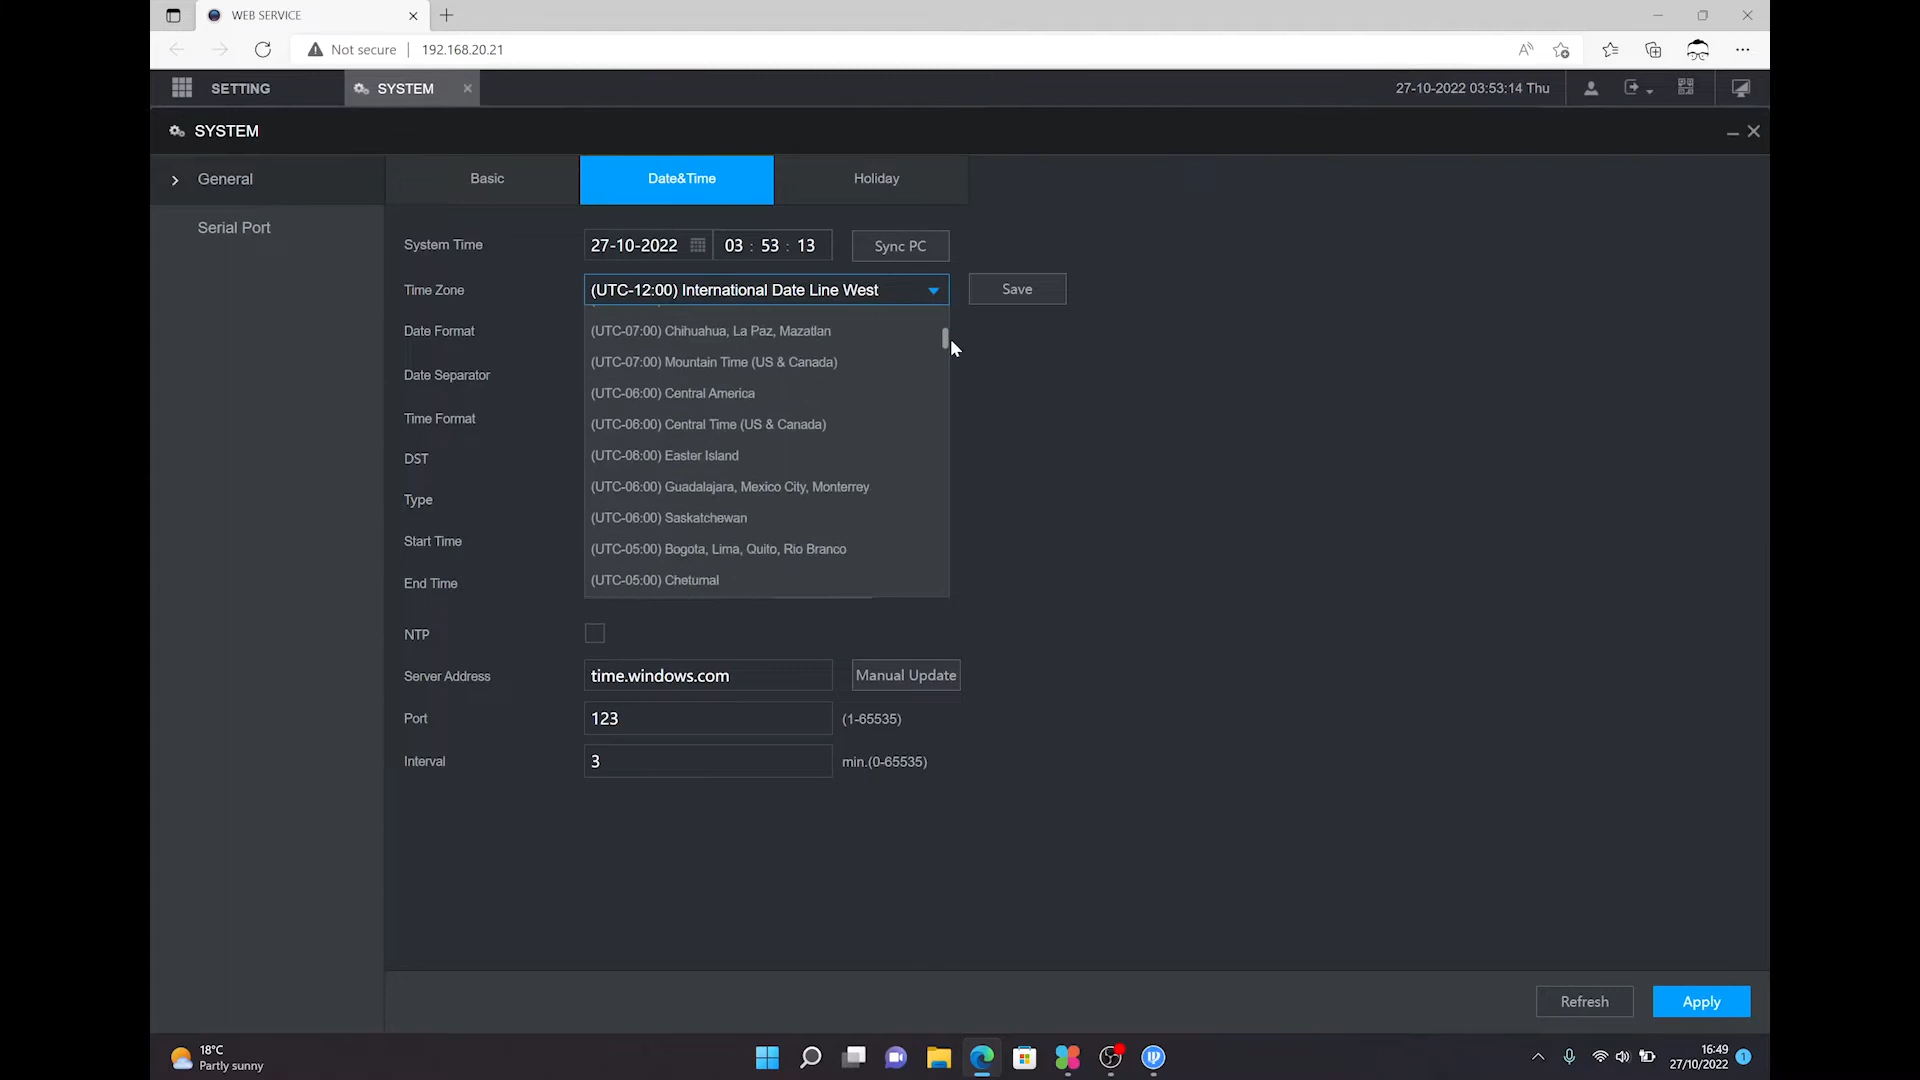 WEB SERVICE
Not secure
192.168.20.21
SETTING
SYSTEM
27-10-2022 03:53:14 Thu
SYSTEM
General
Serial Port
Basic
Date&Time
Holiday
System Time
27-10-2022
03 : 53 : 13
Sync PC
Time Zone
(UTC-12:00) International Date Line West
Save
Date Format
(UTC-07:00) Chihuahua, La Paz, Mazatlan
(UTC-07:00) Mountain Time (US & Canada)
Date Separator
(UTC-06:00) Central America
Time Format
(UTC-06:00) Central Time (US & Canada)
DST
(UTC-06:00) Easter Island
(UTC-06:00) Guadalajara, Mexico City, Monterrey
Type
(UTC-06:00) Saskatchewan
Start Time
(UTC-05:00) Bogota, Lima, Quito, Rio Branco
End Time
(UTC-05:00) Chetumal
NTP
Server Address
time.windows.com
Manual Update
Port
123
(1-65535)
Interval
3
min.(0-65535)
Refresh
Apply
18°C
Partly sunny
16:49
27/10/2022
1